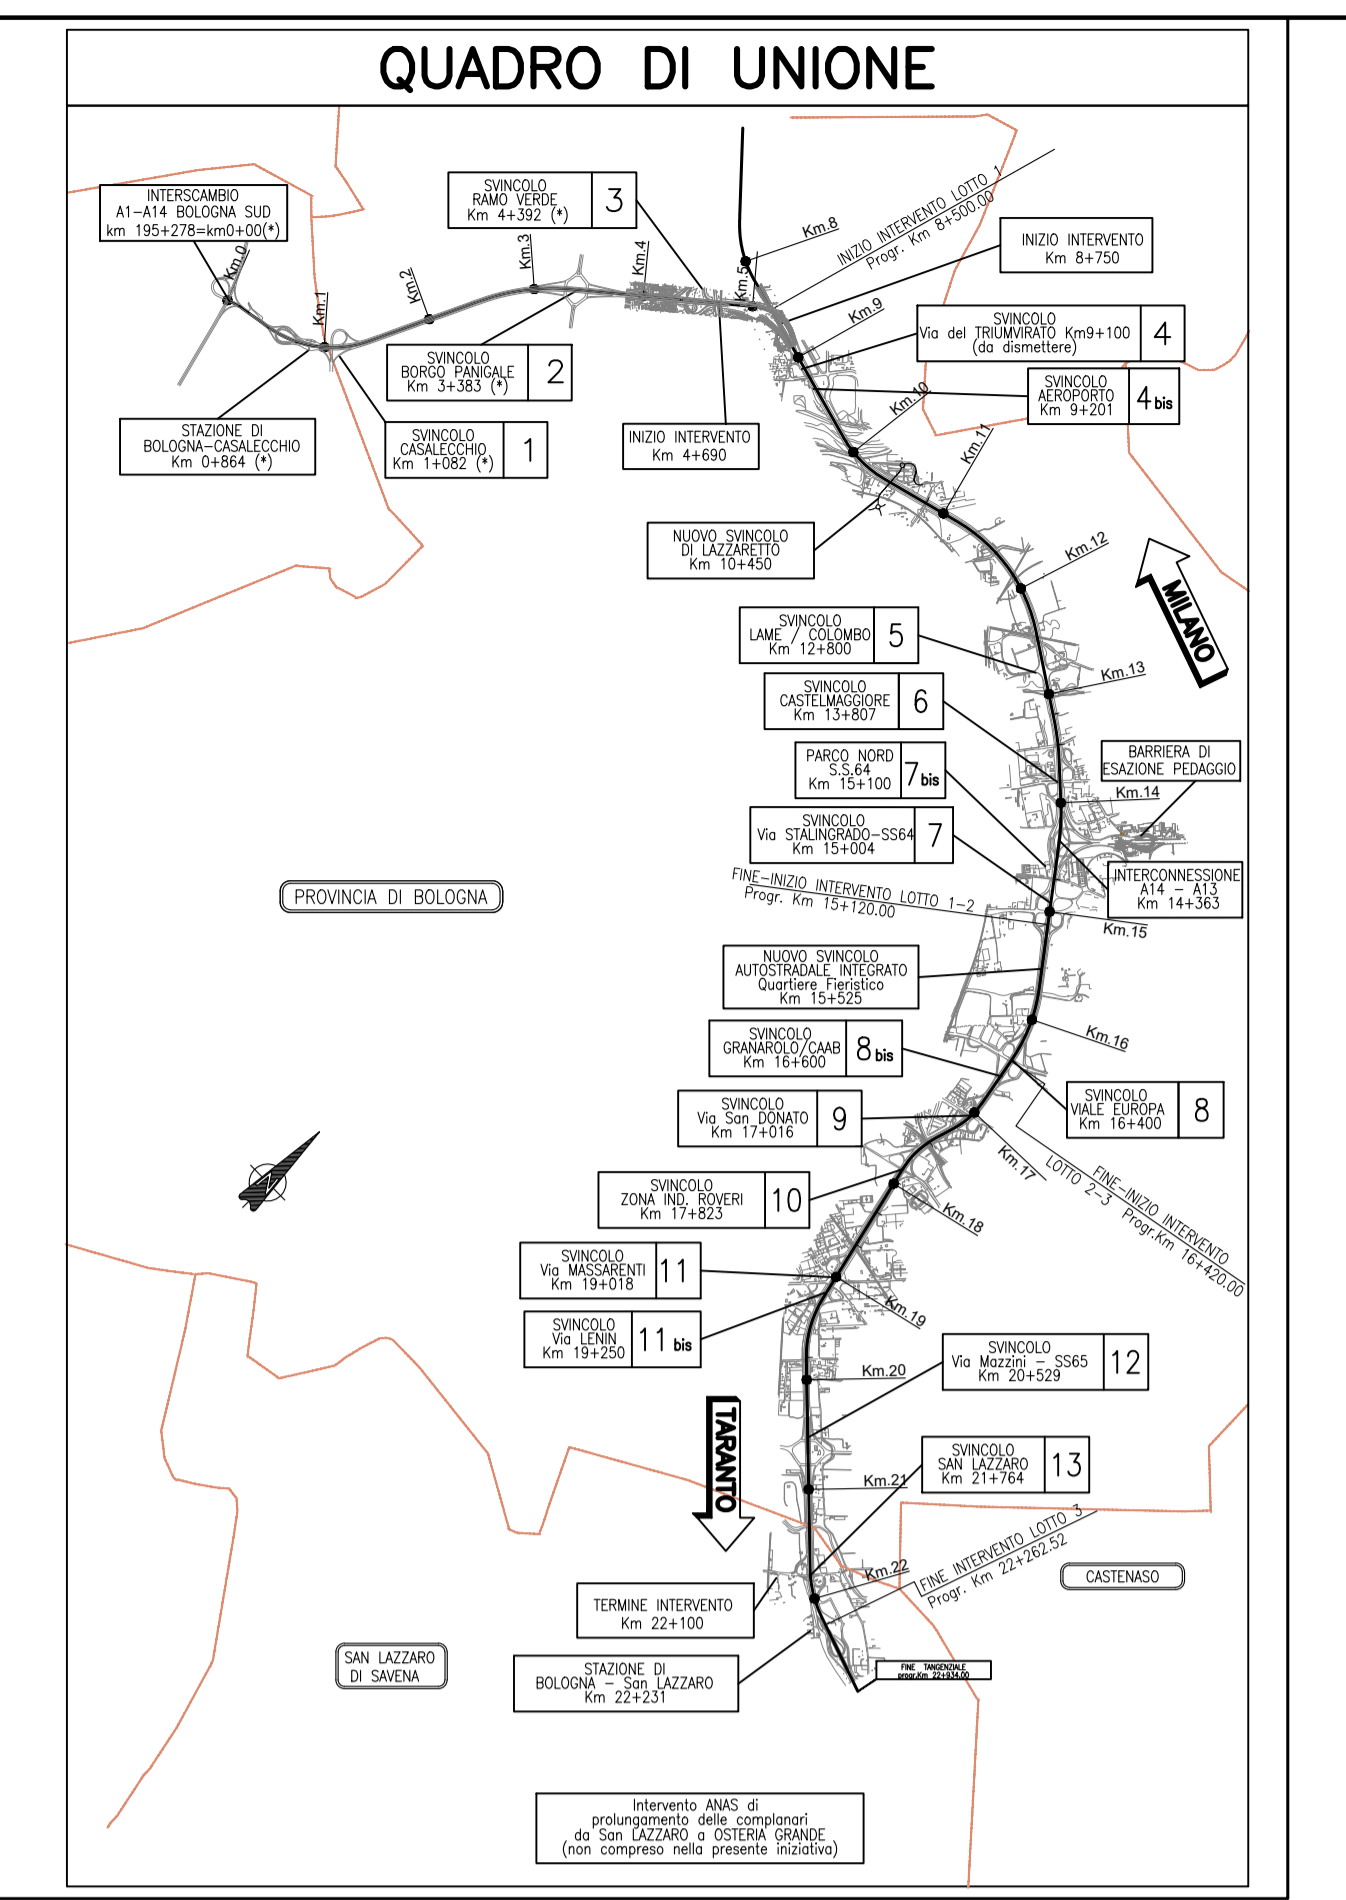 QUADRO DI UNIONE
INTERSCAMBIO
A1-A14 BOLOGNA SUD
km 195+278=km0+00(*)
SVINCOLO
RAMO VERDE
Km 4+392 (*)
3
Km.0
Km.1
Km.2
Km.3
Km.4
Km.5
Km.8
INIZIO INTERVENTO LOTTO 1
Progr. Km 8+500.00
INIZIO INTERVENTO
Km 8+750
Km.9
SVINCOLO
Via del TRIUMVIRATO Km9+100
(da dismettere)
4
SVINCOLO
BORGO PANIGALE
Km 3+383 (*)
2
SVINCOLO
AEROPORTO
Km 9+201
4 bis
STAZIONE DI
BOLOGNA-CASALECCHIO
Km 0+864 (*)
SVINCOLO
CASALECCHIO
Km 1+082 (*)
1
INIZIO INTERVENTO
Km 4+690
Km.10
Km.11
NUOVO SVINCOLO
DI LAZZARETTO
Km 10+450
Km.12
MILANO
SVINCOLO
LAME / COLOMBO
Km 12+800
5
Km.13
SVINCOLO
CASTELMAGGIORE
Km 13+807
6
PARCO NORD
S.S.64
Km 15+100
7 bis
BARRIERA DI
ESAZIONE PEDAGGIO
Km.14
SVINCOLO
Via STALINGRADO-SS64
Km 15+004
7
INTERCONNESSIONE
A14 - A13
Km 14+363
PROVINCIA DI BOLOGNA
FINE-INIZIO INTERVENTO LOTTO 1-2
Progr. Km 15+120.00
Km.15
NUOVO SVINCOLO
AUTOSTRADALE INTEGRATO
Quartiere Fieristico
Km 15+525
Km.16
SVINCOLO
GRANAROLO/CAAB
Km 16+600
8 bis
SVINCOLO
VIALE EUROPA
Km 16+400
8
SVINCOLO
Via San DONATO
Km 17+016
9
Km.17
FINE-INIZIO INTERVENTO
LOTTO 2-3 Progr.Km 16+420.00
SVINCOLO
ZONA IND. ROVERI
Km 17+823
10
Km.18
SVINCOLO
Via MASSARENTI
Km 19+018
11
Km.19
SVINCOLO
Via LENIN
Km 19+250
11 bis
SVINCOLO
Via Mazzini - SS65
Km 20+529
12
Km.20
TARANTO
SVINCOLO
SAN LAZZARO
Km 21+764
13
Km.21
FINE INTERVENTO LOTTO 3
Progr. Km 22+262.52
Km.22
CASTENASO
TERMINE INTERVENTO
Km 22+100
SAN LAZZARO
DI SAVENA
STAZIONE DI
BOLOGNA - San LAZZARO
Km 22+231
FINE TANGENZIALE
progr.Km 22+934.00
Intervento ANAS di
prolungamento delle complanari
da San LAZZARO a OSTERIA GRANDE
(non compreso nella presente iniziativa)
Z